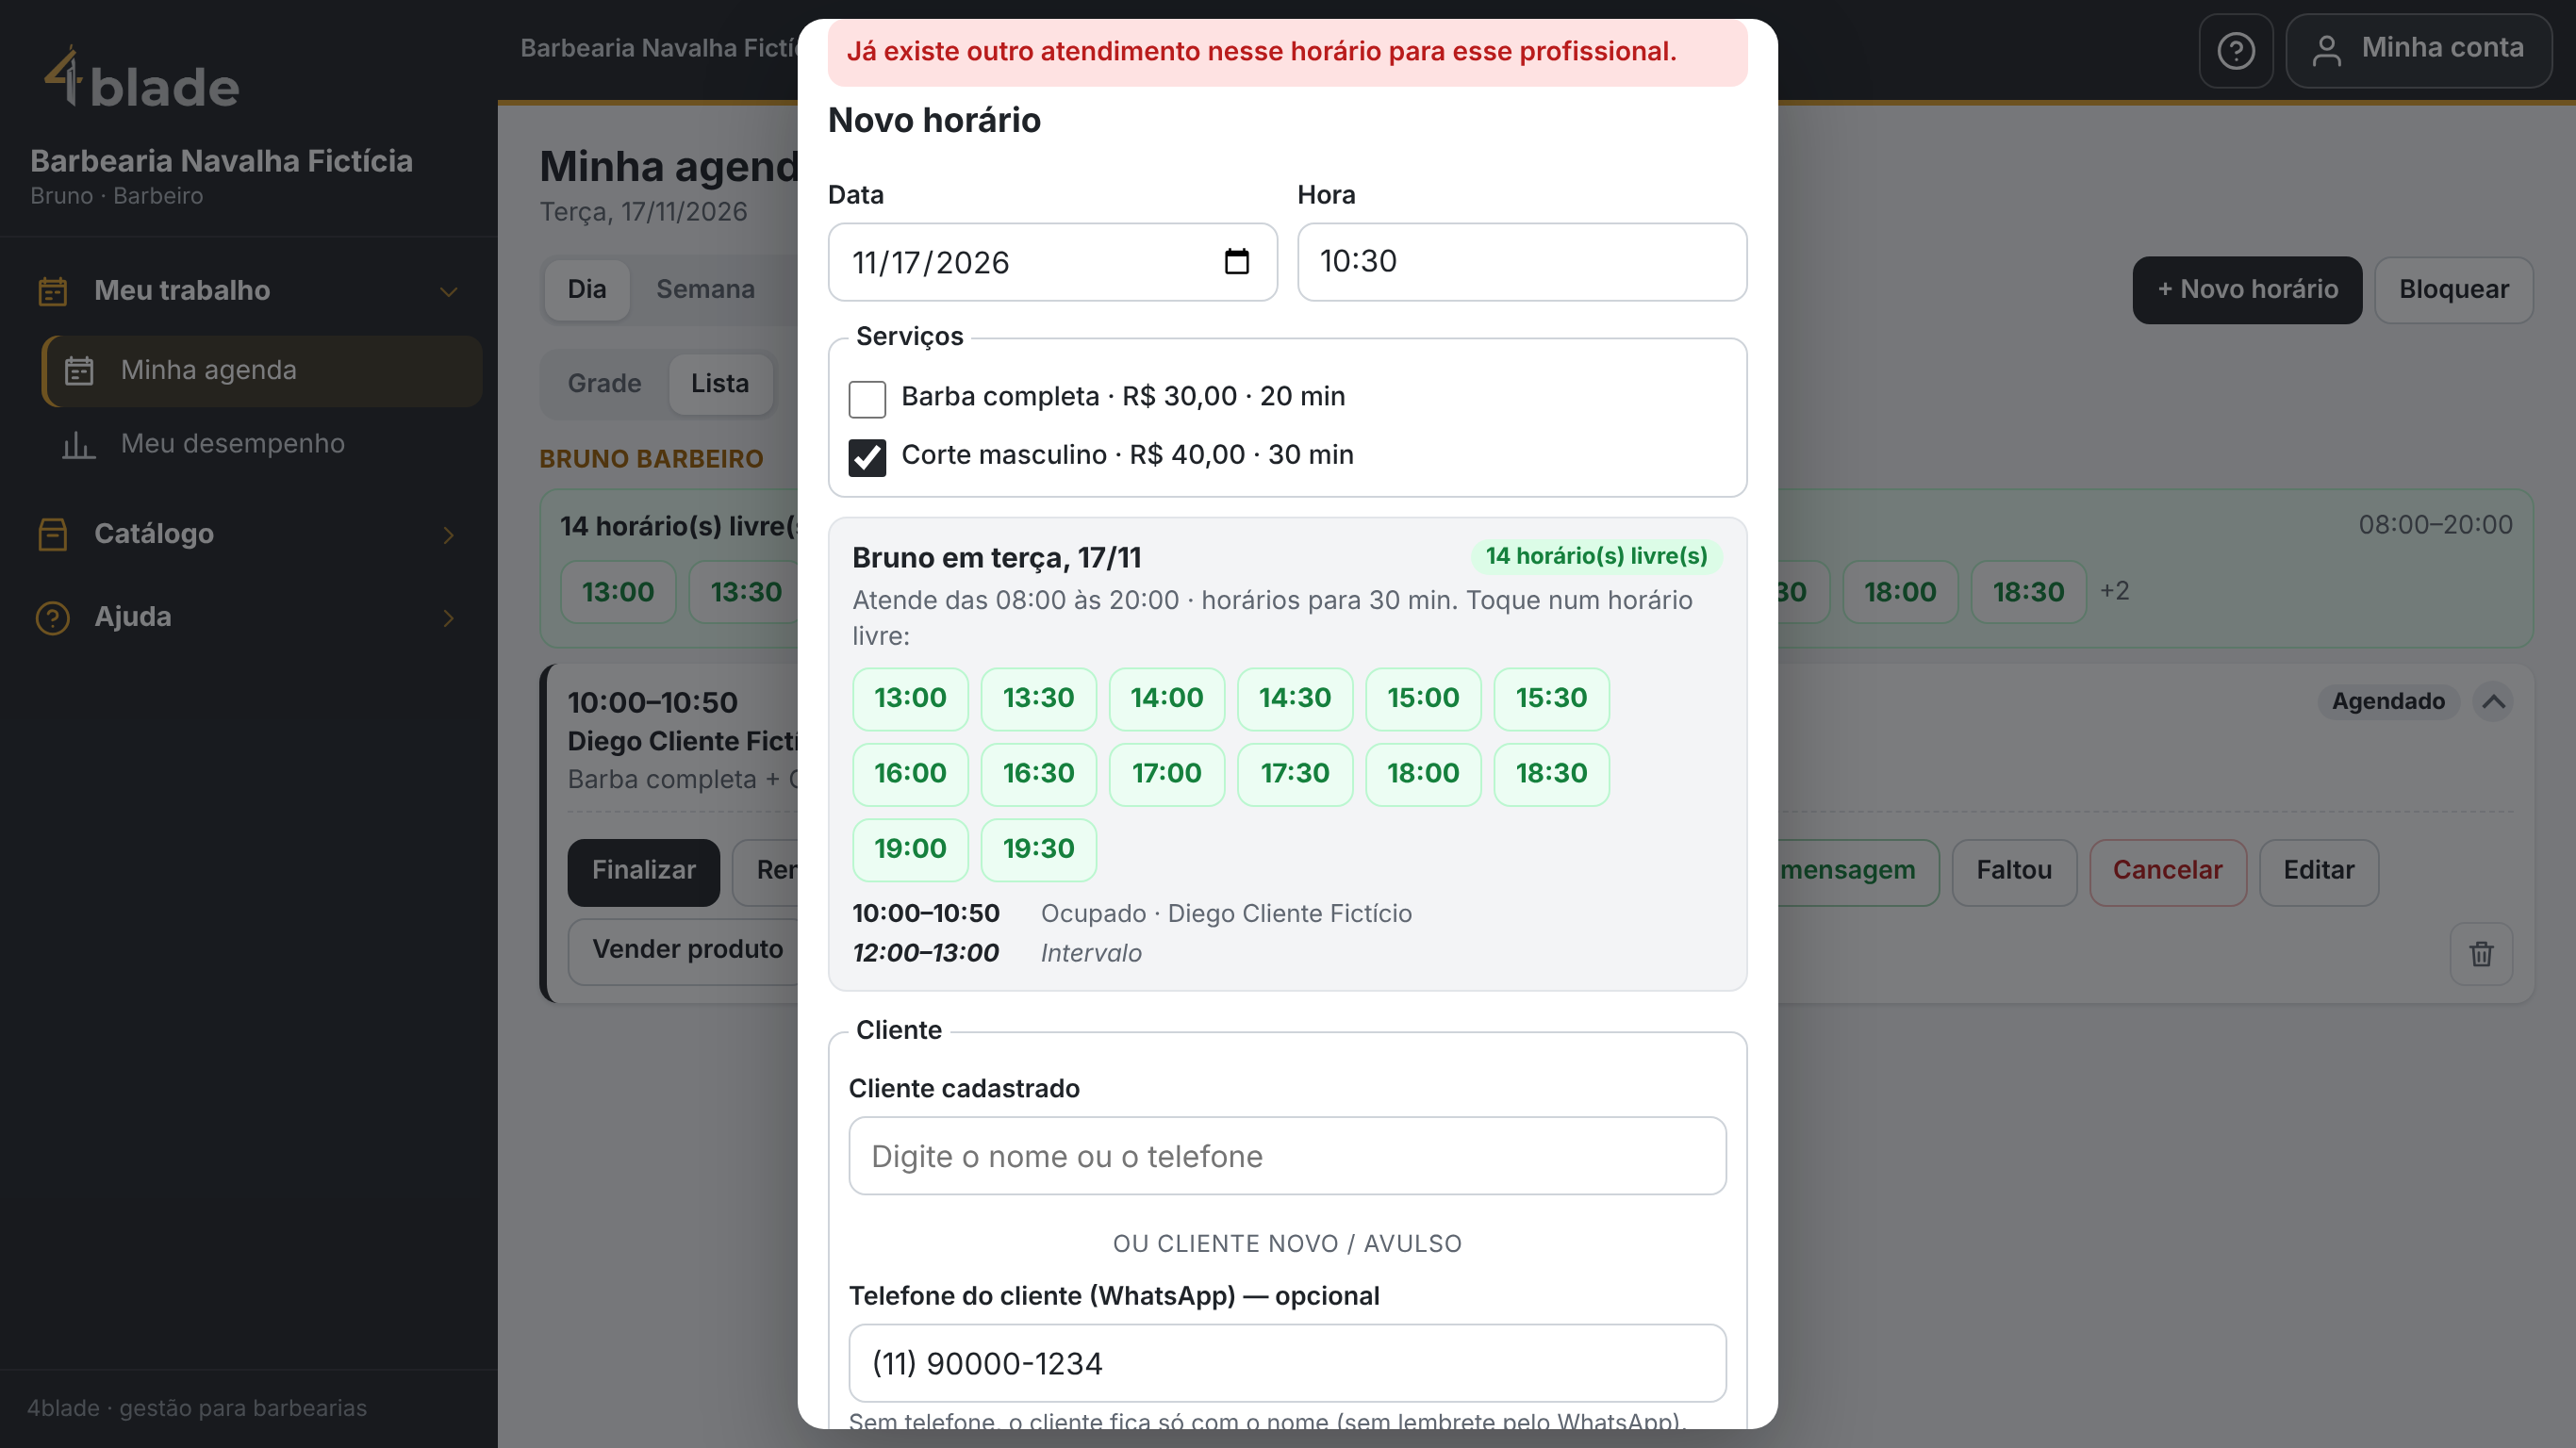 4blade
Barbearia Navalha Fictícia
Bruno · Barbeiro
Meu trabalho
Minha agenda
Meu desempenho
Catálogo
Ajuda
4blade · gestão para barbearias
Barbearia Navalha
Minha conta
Minha agend
Terça, 17/11/2026
Dia
Semana
+ Novo horário
Bloquear
Grade
Lista
BRUNO BARBEIRO
14 horário(s) livre(s
08:00–20:00
13:00
13:30
18:00
18:30
+2
10:00–10:50
Agendado
Diego Cliente
Barba completa +
Finalizar
mensagem
Faltou
Cancelar
Editar
Vender produto
Já existe outro atendimento nesse horário para esse profissional.
Novo horário
Data
Hora
11/17/2026
10:30
Serviços
Barba completa · R$ 30,00 · 20 min
Corte masculino · R$ 40,00 · 30 min
Bruno em terça, 17/11
14 horário(s) livre(s)
Atende das 08:00 às 20:00 · horários para 30 min. Toque num horário
livre:
13:00 13:30 14:00 14:30 15:00 15:30
16:00 16:30 17:00 17:30 18:00 18:30
19:00 19:30
10:00–10:50 Ocupado · Diego Cliente Fictício
12:00–13:00 Intervalo
Cliente
Cliente cadastrado
Digite o nome ou o telefone
OU CLIENTE NOVO / AVULSO
Telefone do cliente (WhatsApp) — opcional
(11) 90000-1234
Sem telefone, o cliente fica só com o nome (sem lembrete pelo WhatsApp).